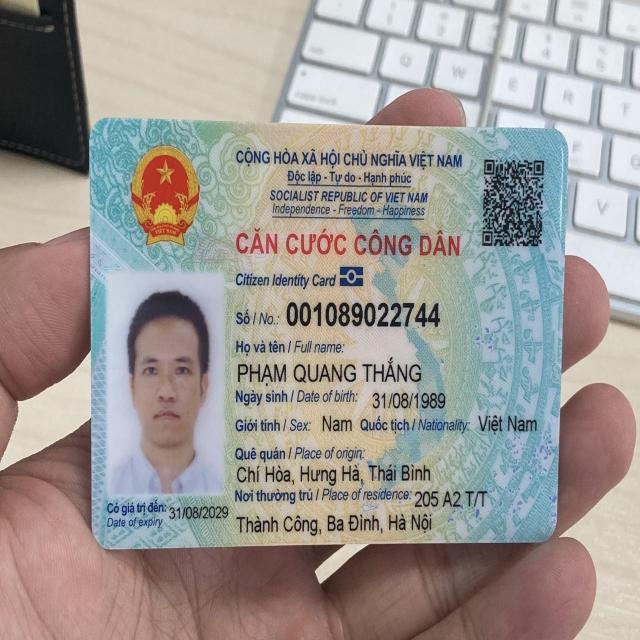 CỘNG HÒA XÃ HỘI CHỦ NGHĨA VIỆT NAM
Độc lập - Tự do - Hạnh phúc
SOCIALIST REPUBLIC OF VIET NAM
Independence - Freedom - Happiness
CĂN CƯỚC CÔNG DÂN
Citizen Identity Card
Số / No.: 001089022744
Họ và tên / Full name:
PHẠM QUANG THẮNG
Ngày sinh / Date of birth: 31/08/1989
Giới tính / Sex: Nam Quốc tịch / Nationality: Việt Nam
Quê quán / Place of origin:
Chí Hòa, Hưng Hà, Thái Bình
Nơi thường trú / Place of residence: 205 A2 T/T
Thành Công, Ba Đình, Hà Nội
Có giá trị đến: 31/08/2029
Date of expiry
VIỆT NAM
Q
W
E
R
T
V
caps lock